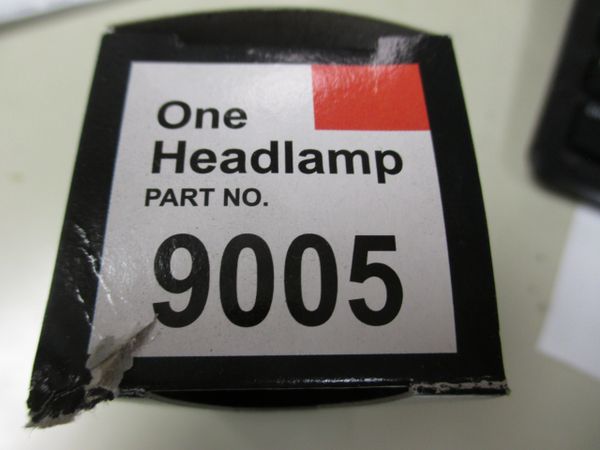 One
Headlamp
PART NO.
9005